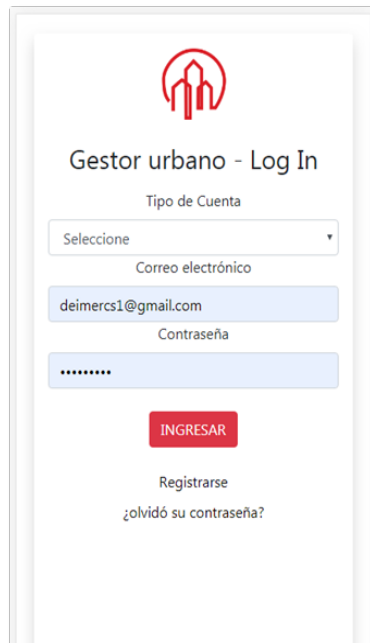 Gestor urbano - Log In
Tipo de Cuenta
Seleccione
Correo electrónico
deimercs1@gmail.com
Contraseña
•••••••••
INGRESAR
Registrarse
¿olvidó su contraseña?